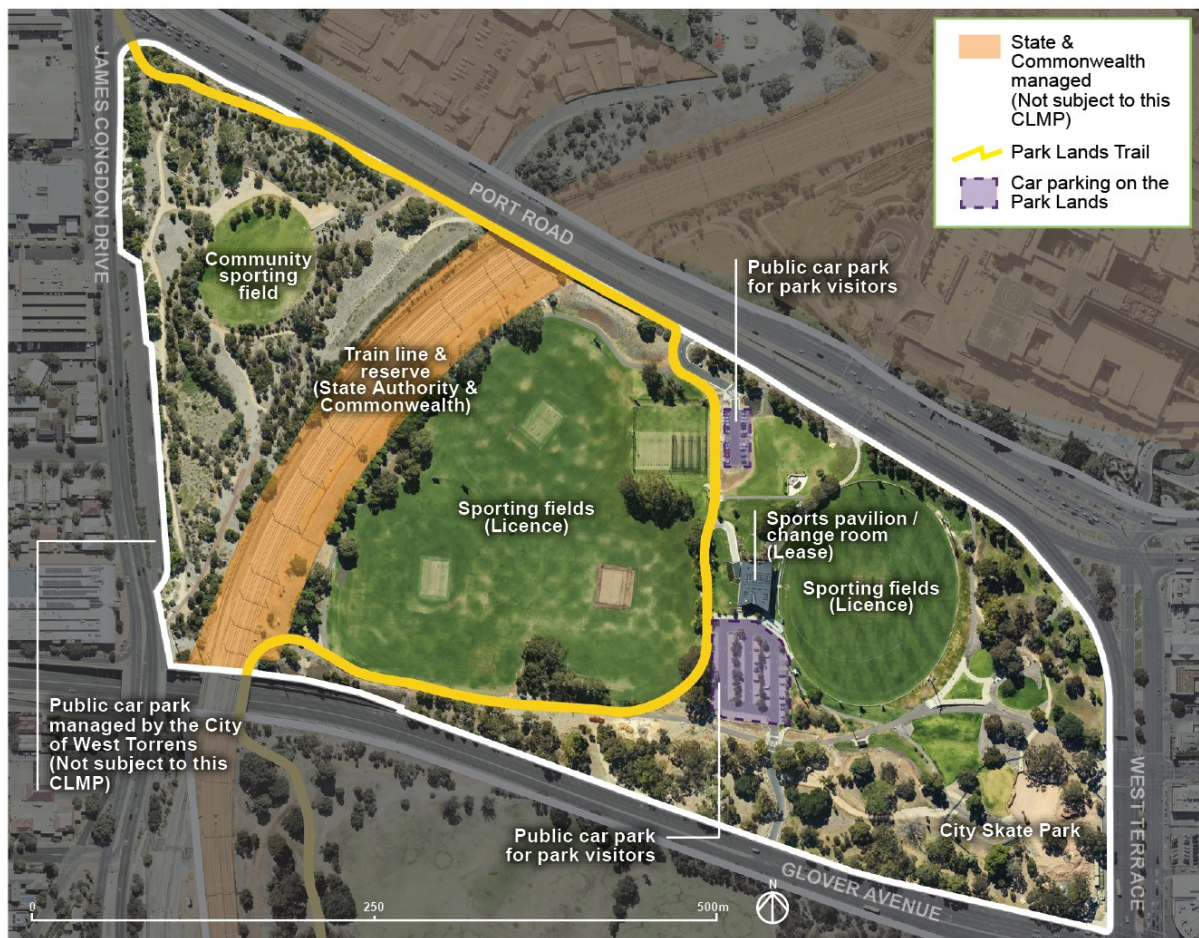 State &
Commonwealth
managed
(Not subject to this
CLMP)
Park Lands Trail
Car parking on the
Park Lands
JAMES CONGDON DRIVE
PORT ROAD
Community
sporting
field
Public car park
for park visitors
Train line &
reserve
(State Authority &
Commonwealth)
Sporting fields
(Licence)
Sports pavilion /
change room
(Lease)
Sporting fields
(Licence)
Public car park
managed by the City
of West Torrens
(Not subject to this
CLMP)
Public car park
for park visitors
City Skate Park
WEST TERRACE
GLOVER AVENUE
0
250
500m
N